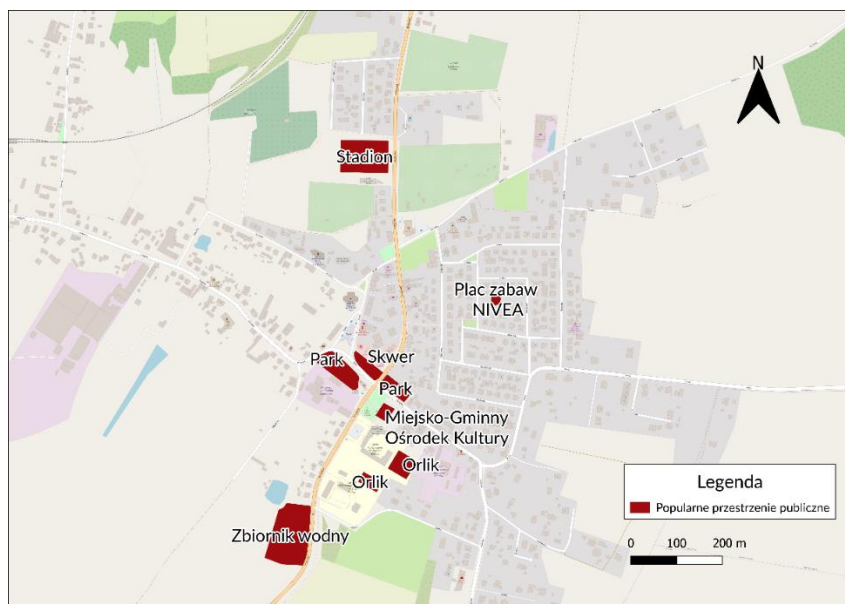 N
Stadion
Plac zabaw
NIVEA
Park
Skwer
Park
Miejsko-Gminny
Ośrodek Kultury
Orlik
Orlik
Zbiornik wodny
Legenda
Popularne przestrzenie publiczne
0 100 200 m